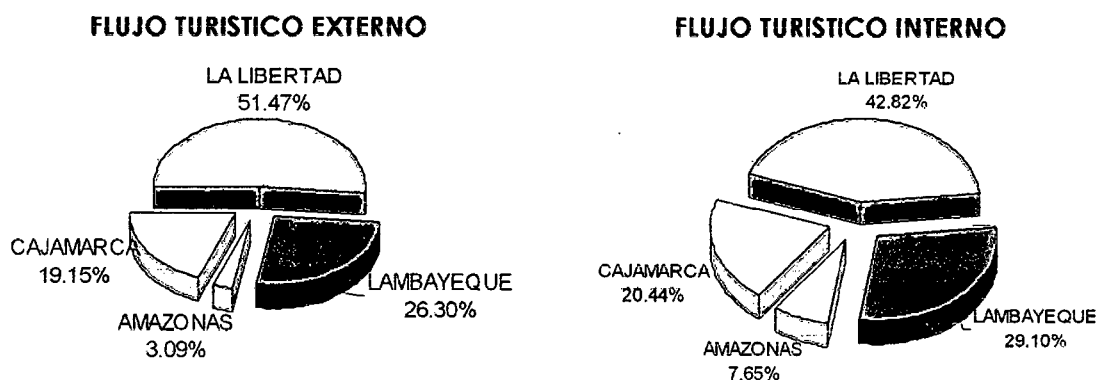 FLUJO TURISTICO EXTERNO
LA LIBERTAD
51.47%
CAJAMARCA
19.15%
AMAZONAS
3.09%
LAMBAYEQUE
26.30%
FLUJO TURISTICO INTERNO
LA LIBERTAD
42.82%
CAJAMARCA
20.44%
AMAZONAS
7.65%
LAMBAYEQUE
29.10%